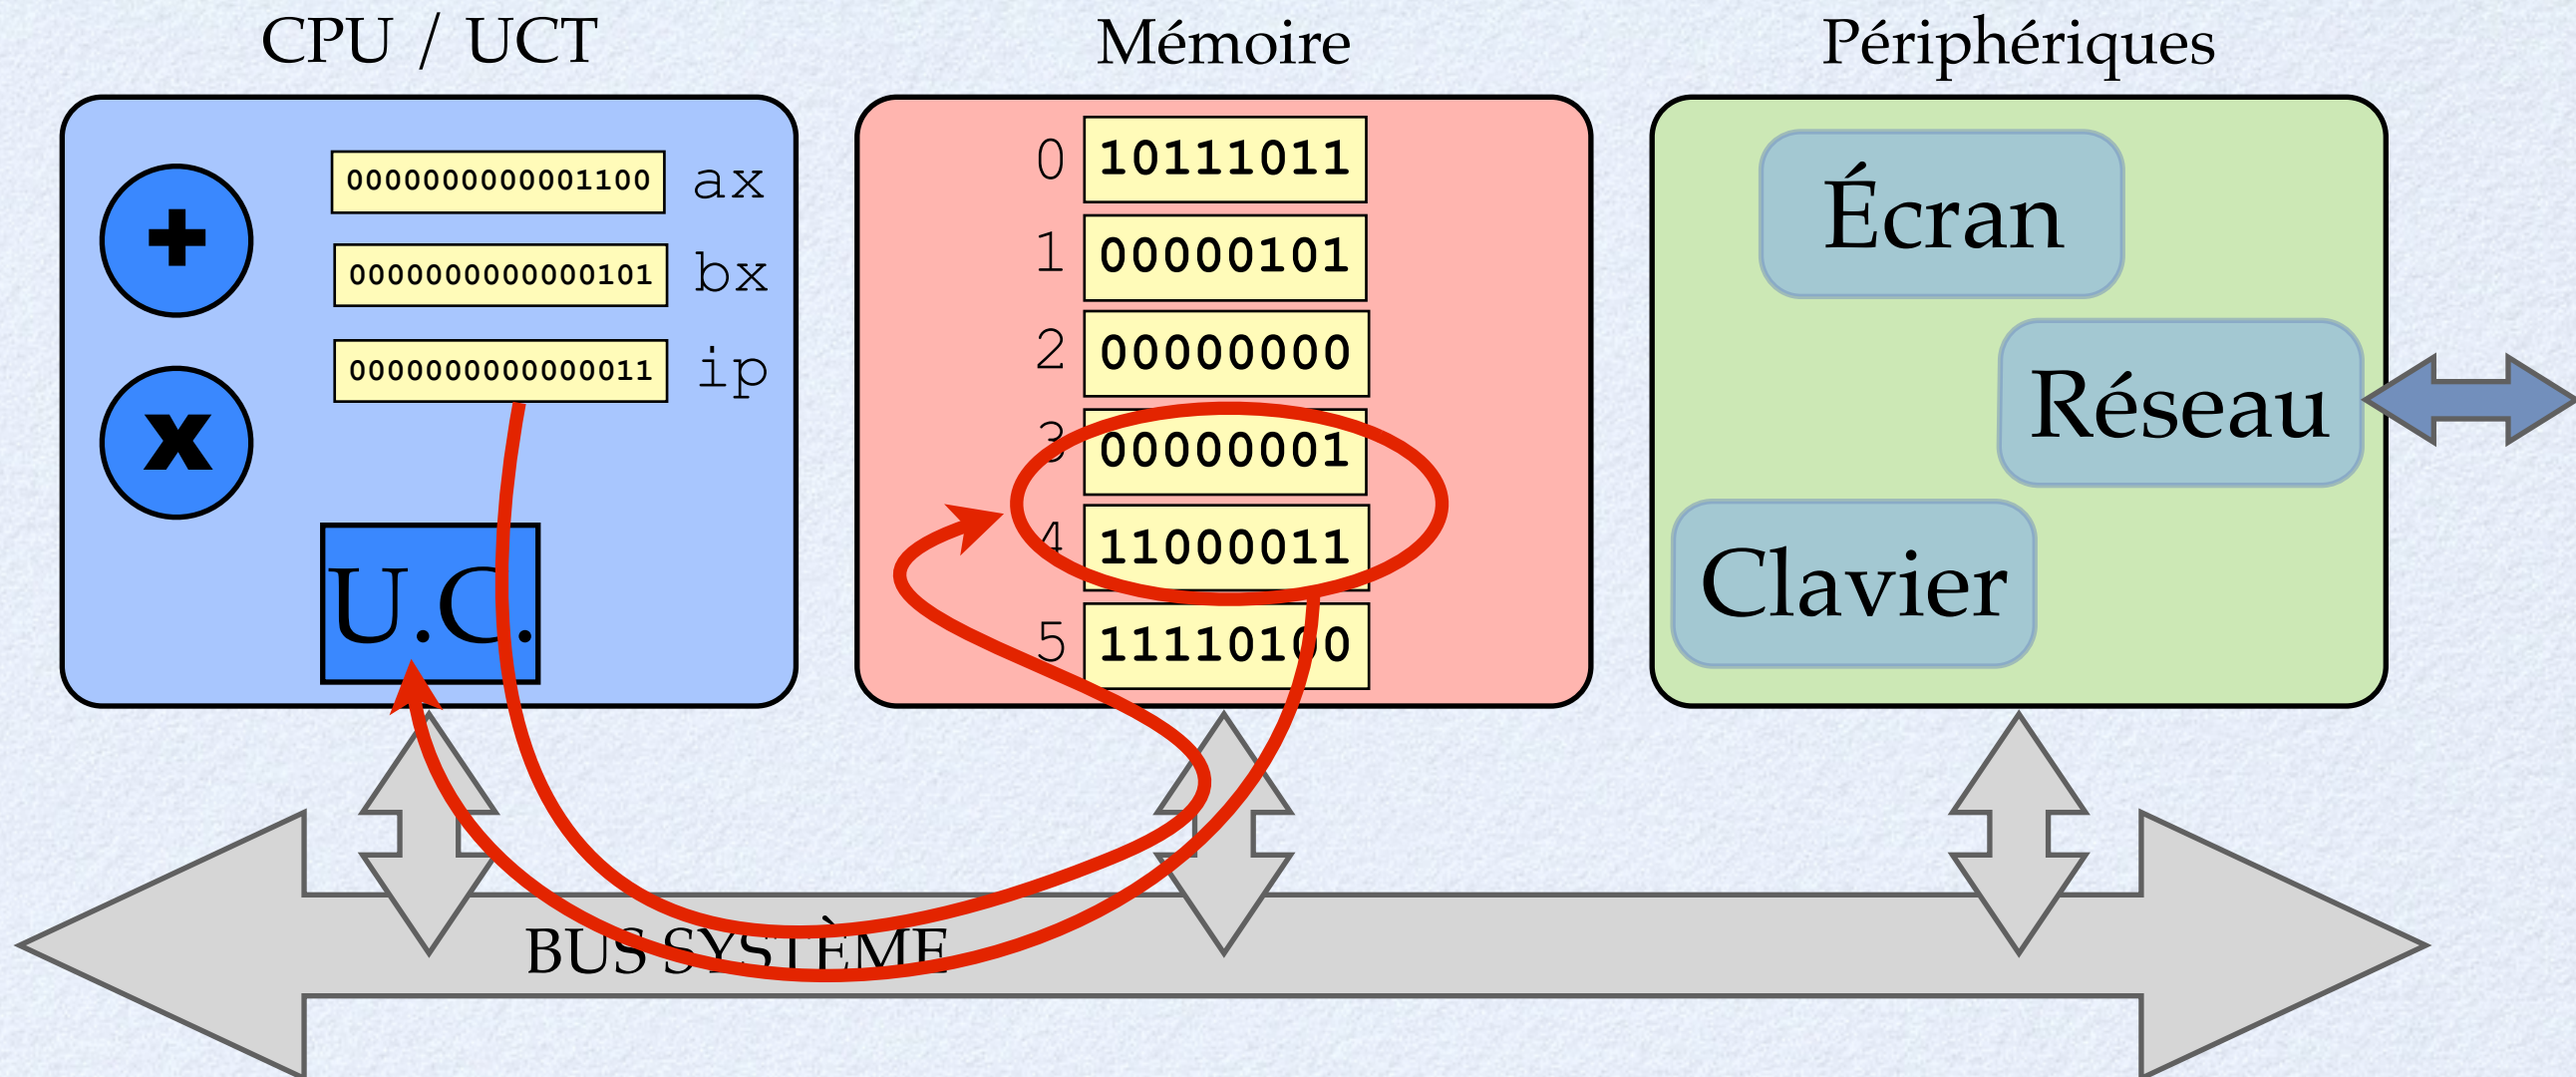 CPU / UCT
Mémoire
Périphériques
+
0000000000001100 ax
0000000000000101 bx
0000000000000011 ip
x
U.C.
0 10111011
1 00000101
2 00000000
3 00000001
4 11000011
5 11110100
Écran
Réseau
Clavier
BUS SYSTÈME